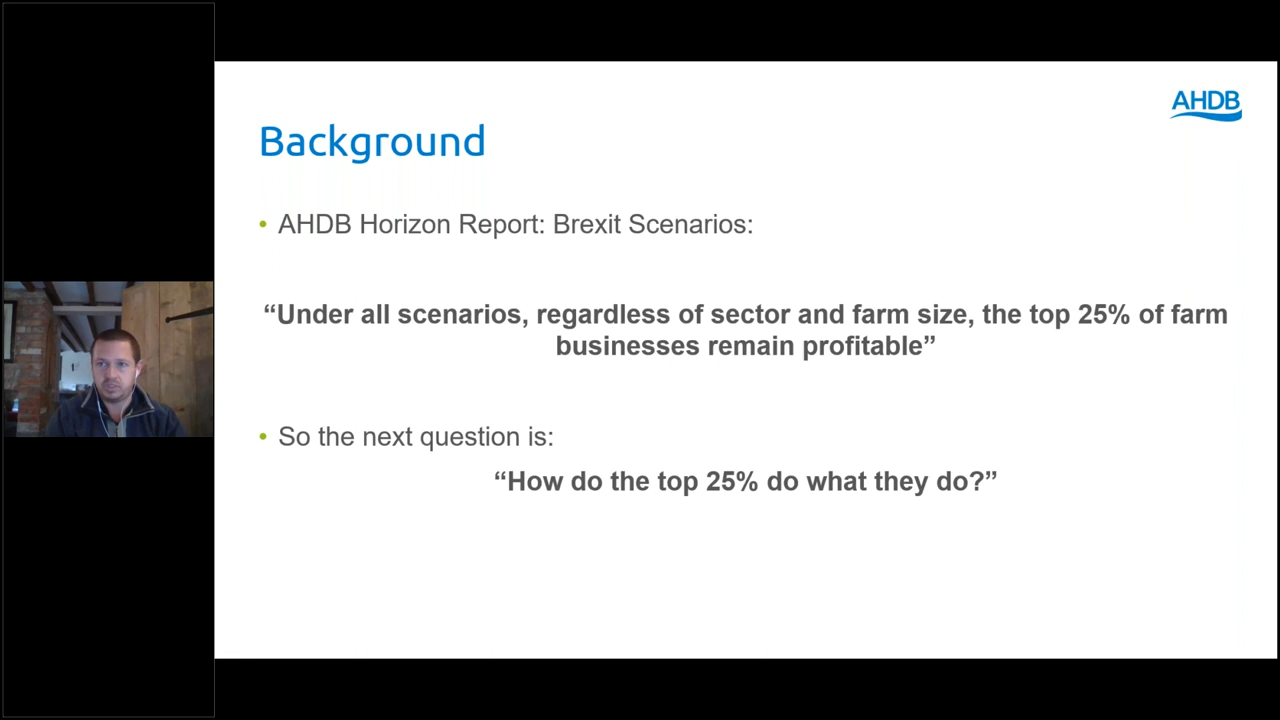 AHDB
Background
• AHDB Horizon Report: Brexit Scenarios:
“Under all scenarios, regardless of sector and farm size, the top 25% of farm
businesses remain profitable”
• So the next question is:
“How do the top 25% do what they do?”